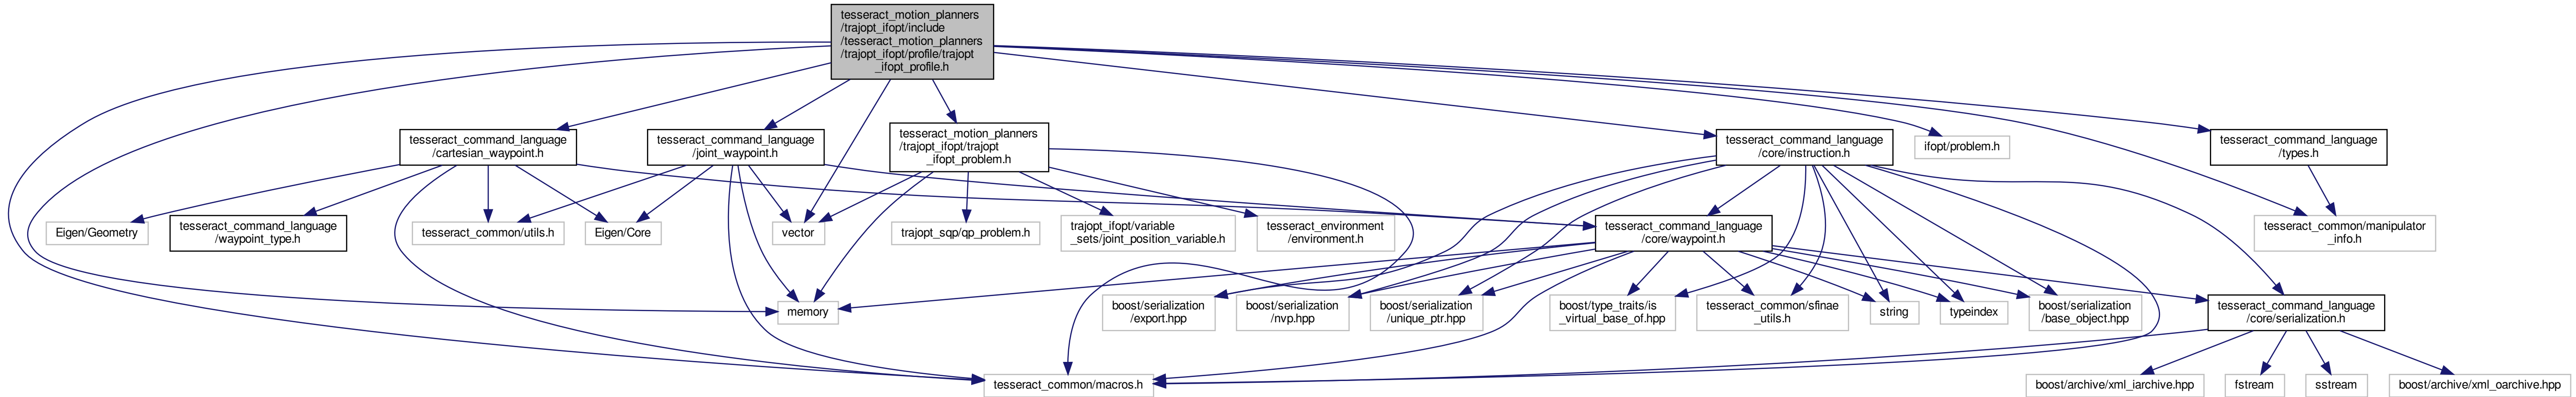 tesseract_motion_planners
/trajopt_ifopt/include
/tesseract_motion_planners
/trajopt_ifopt/profile/trajopt
_ifopt_profile.h
tesseract_command_language
/cartesian_waypoint.h
tesseract_command_language
/joint_waypoint.h
tesseract_motion_planners
/trajopt_ifopt/trajopt
_ifopt_problem.h
tesseract_command_language
/core/instruction.h
ifopt/problem.h
tesseract_command_language
/types.h
Eigen/Geometry
tesseract_command_language
/waypoint_type.h
tesseract_common/utils.h
Eigen/Core
vector
trajopt_sqp/qp_problem.h
trajopt_ifopt/variable
_sets/joint_position_variable.h
tesseract_environment
/environment.h
tesseract_command_language
/core/waypoint.h
tesseract_common/manipulator
_info.h
memory
boost/serialization
/export.hpp
boost/serialization
/nvp.hpp
boost/serialization
/unique_ptr.hpp
boost/type_traits/is
_virtual_base_of.hpp
tesseract_common/sfinae
_utils.h
string
typeindex
boost/serialization
/base_object.hpp
tesseract_command_language
/core/serialization.h
tesseract_common/macros.h
boost/archive/xml_iarchive.hpp
fstream
sstream
boost/archive/xml_oarchive.hpp